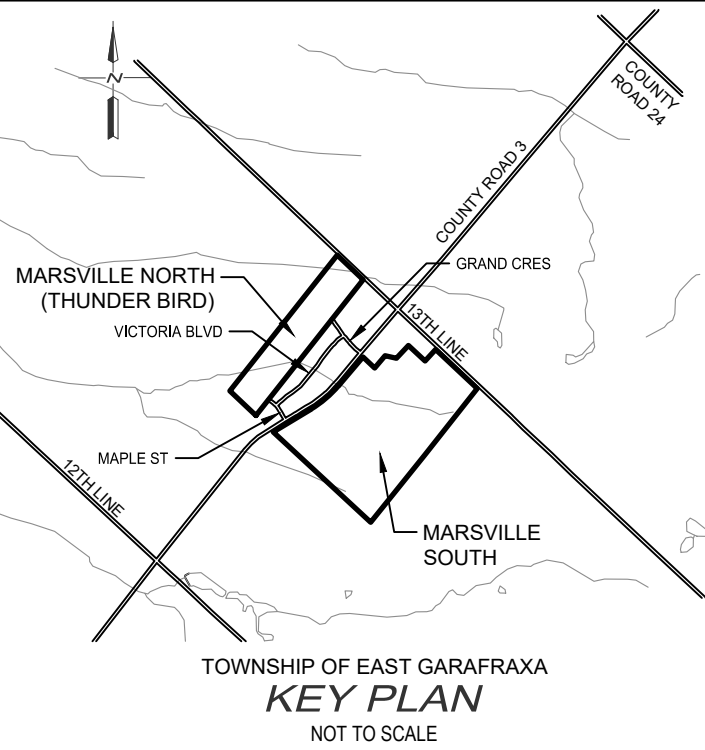 N
COUNTY
ROAD 24
COUNTY ROAD 3
GRAND CRES
MARSVILLE NORTH
(THUNDER BIRD)
VICTORIA BLVD
13TH LINE
MAPLE ST
12TH LINE
MARSVILLE
SOUTH
TOWNSHIP OF EAST GARAFRAXA
KEY PLAN
NOT TO SCALE